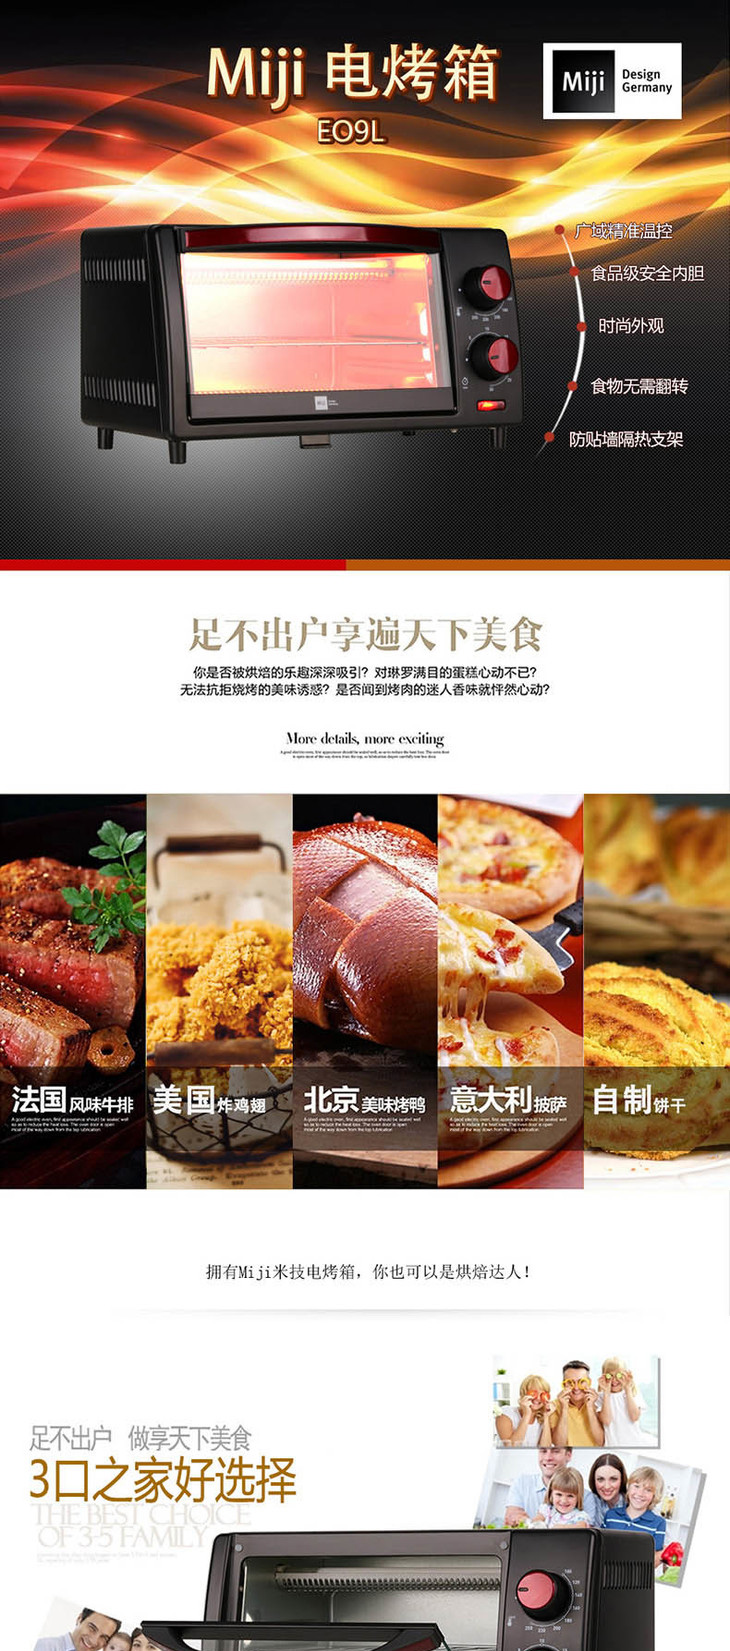 Miji 电烤箱
EO9L
Miji
Design
Germany
广域精准温控
食品级安全内胆
时尚外观
食物无需翻转
防贴墙隔热支架
Miji
足不出户享遍天下美食
你是否被烘焙的乐趣深深吸引？对琳罗满目的蛋糕心动不已？
无法抗拒烧烤的美味诱惑？是否闻到烤肉的迷人香味就怦然心动？
More details, more exciting
法国风味牛排
美国炸鸡翅
北京美味烤鸭
意大利披萨
自制饼干
拥有Miji米技电烤箱，你也可以是烘焙达人！
足不出户 做享天下美食
3口之家好选择
THE BEST CHOICE
OF 3-5 FAMILY